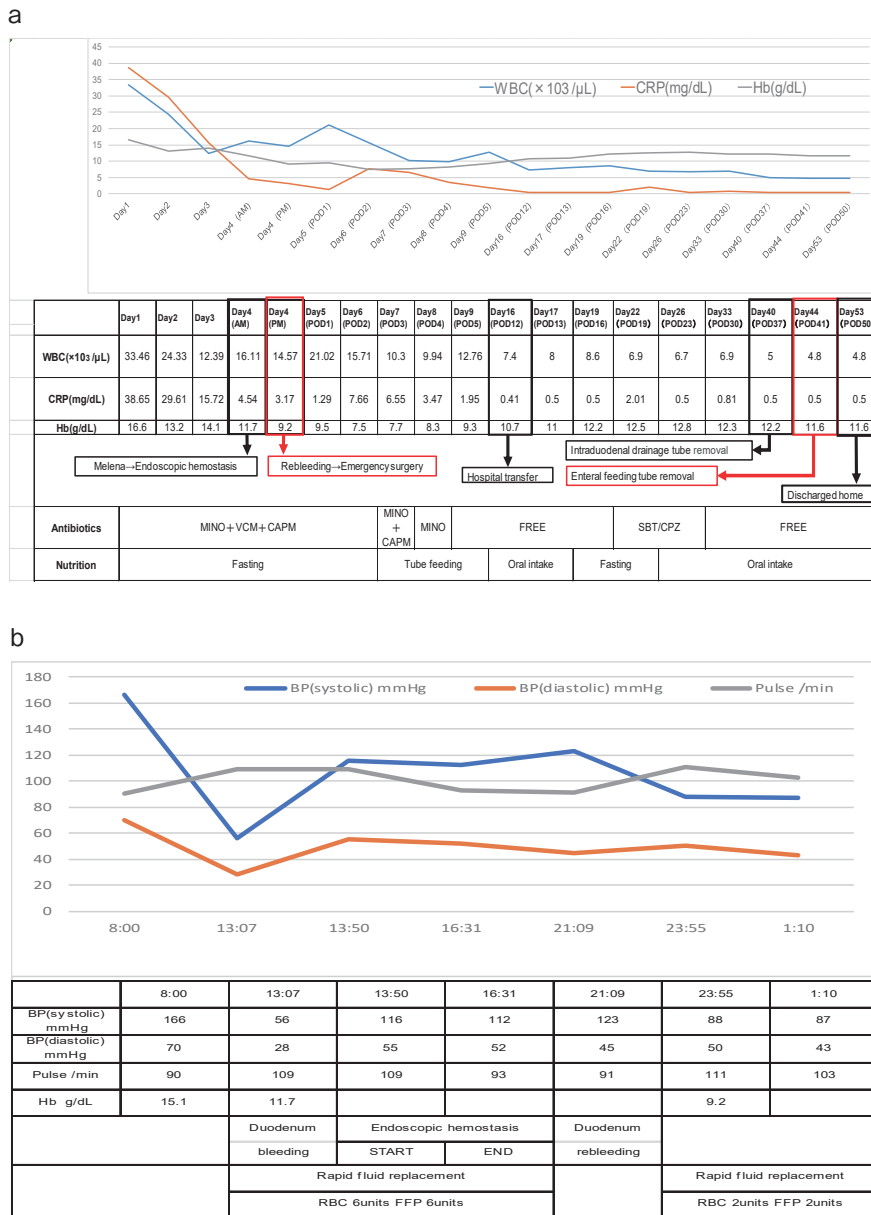 a
45
40
35
30
25
20
15
10
5
0
WBC(×103/μL) CRP(mg/dL) Hb(g/dL)
Day1 Day2 Day3 Day4 (AM) Day4 (PM) Day5 (POD1) Day6 (POD2) Day7 (POD3) Day8 (POD4) Day9 (POD5) Day16 (POD12) Day17 (POD13) Day19 (POD16) Day22 (POD19) Day26 (POD23) Day33 (POD30) Day40 (POD37) Day44 (POD41) Day53 (POD50)
Day1 Day2 Day3 Day4 (AM) Day4 (PM) Day5 (POD1) Day6 (POD2) Day7 (POD3) Day8 (POD4) Day9 (POD5) Day16 (POD12) Day17 (POD13) Day19 (POD16) Day22 (POD19) Day26 (POD23) Day33 (POD30) Day40 (POD37) Day44 (POD41) Day53 (POD50)
WBC(×103/μL) 33.46 24.33 12.39 16.11 14.57 21.02 15.71 10.3 9.94 12.76 7.4 8 8.6 6.9 6.7 6.9 5 4.8 4.8
CRP(mg/dL) 38.65 29.61 15.72 4.54 3.17 1.29 7.66 6.55 3.47 1.95 0.41 0.5 0.5 2.01 0.5 0.81 0.5 0.5 0.5
Hb(g/dL) 16.6 13.2 14.1 11.7 9.2 9.5 7.5 7.7 8.3 9.3 10.7 11 12.2 12.5 12.8 12.3 12.2 11.6 11.6
Melena→Endoscopic hemostasis
Rebleeding→Emergency surgery
Hospital transfer
Intraduodenal drainage tube removal
Enteral feeding tube removal
Discharged home
Antibiotics MINO+VCM+CAPM MINO + CAPM MINO FREE SBT/CPZ FREE
Nutrition Fasting Tube feeding Oral intake Fasting Oral intake
b
180
160
140
120
100
80
60
40
20
0
BP(systolic) mmHg BP(diastolic) mmHg Pulse /min
8:00 13:07 13:50 16:31 21:09 23:55 1:10
8:00 13:07 13:50 16:31 21:09 23:55 1:10
BP(systolic) mmHg 166 56 116 112 123 88 87
BP(diastolic) mmHg 70 28 55 52 45 50 43
Pulse /min 90 109 109 93 91 111 103
Hb g/dL 15.1 11.7 9.2
Duodenum Endoscopic hemostasis Duodenum
bleeding START END rebleeding
Rapid fluid replacement Rapid fluid replacement
RBC 6units FFP 6units RBC 2units FFP 2units